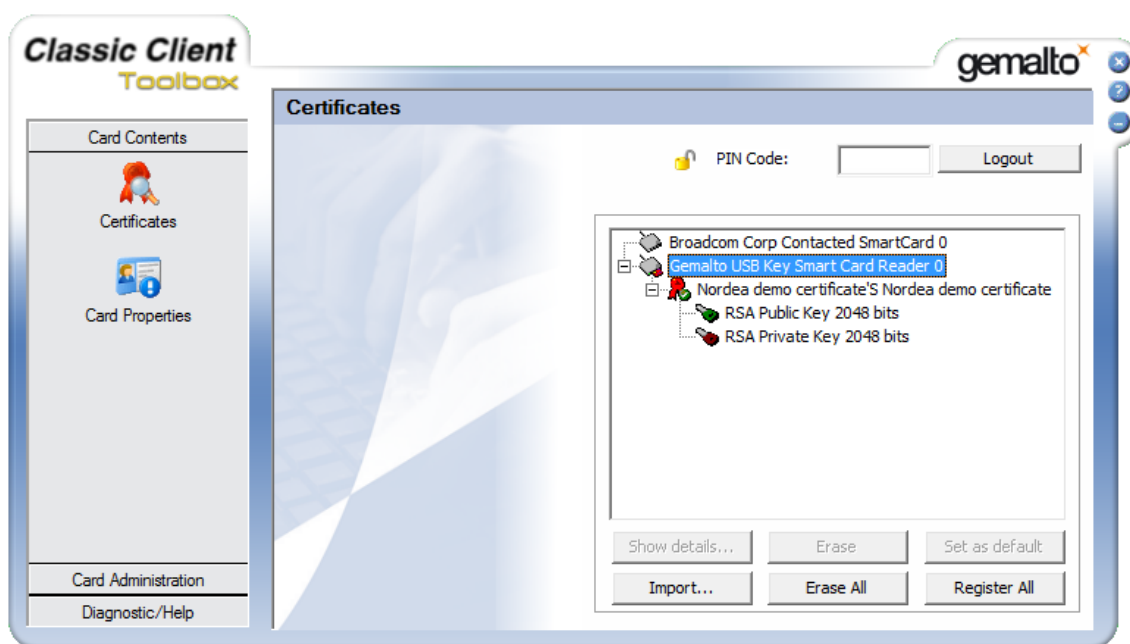 Classic Client
Toolbox
gemalto
Certificates
Card Contents
Certificates
Card Properties
Card Administration
Diagnostic/Help
PIN Code:
Logout
Broadcom Corp Contacted SmartCard 0
Gemalto USB Key Smart Card Reader 0
Nordea demo certificate'S Nordea demo certificate
RSA Public Key 2048 bits
RSA Private Key 2048 bits
Show details...
Erase
Set as default
Import...
Erase All
Register All